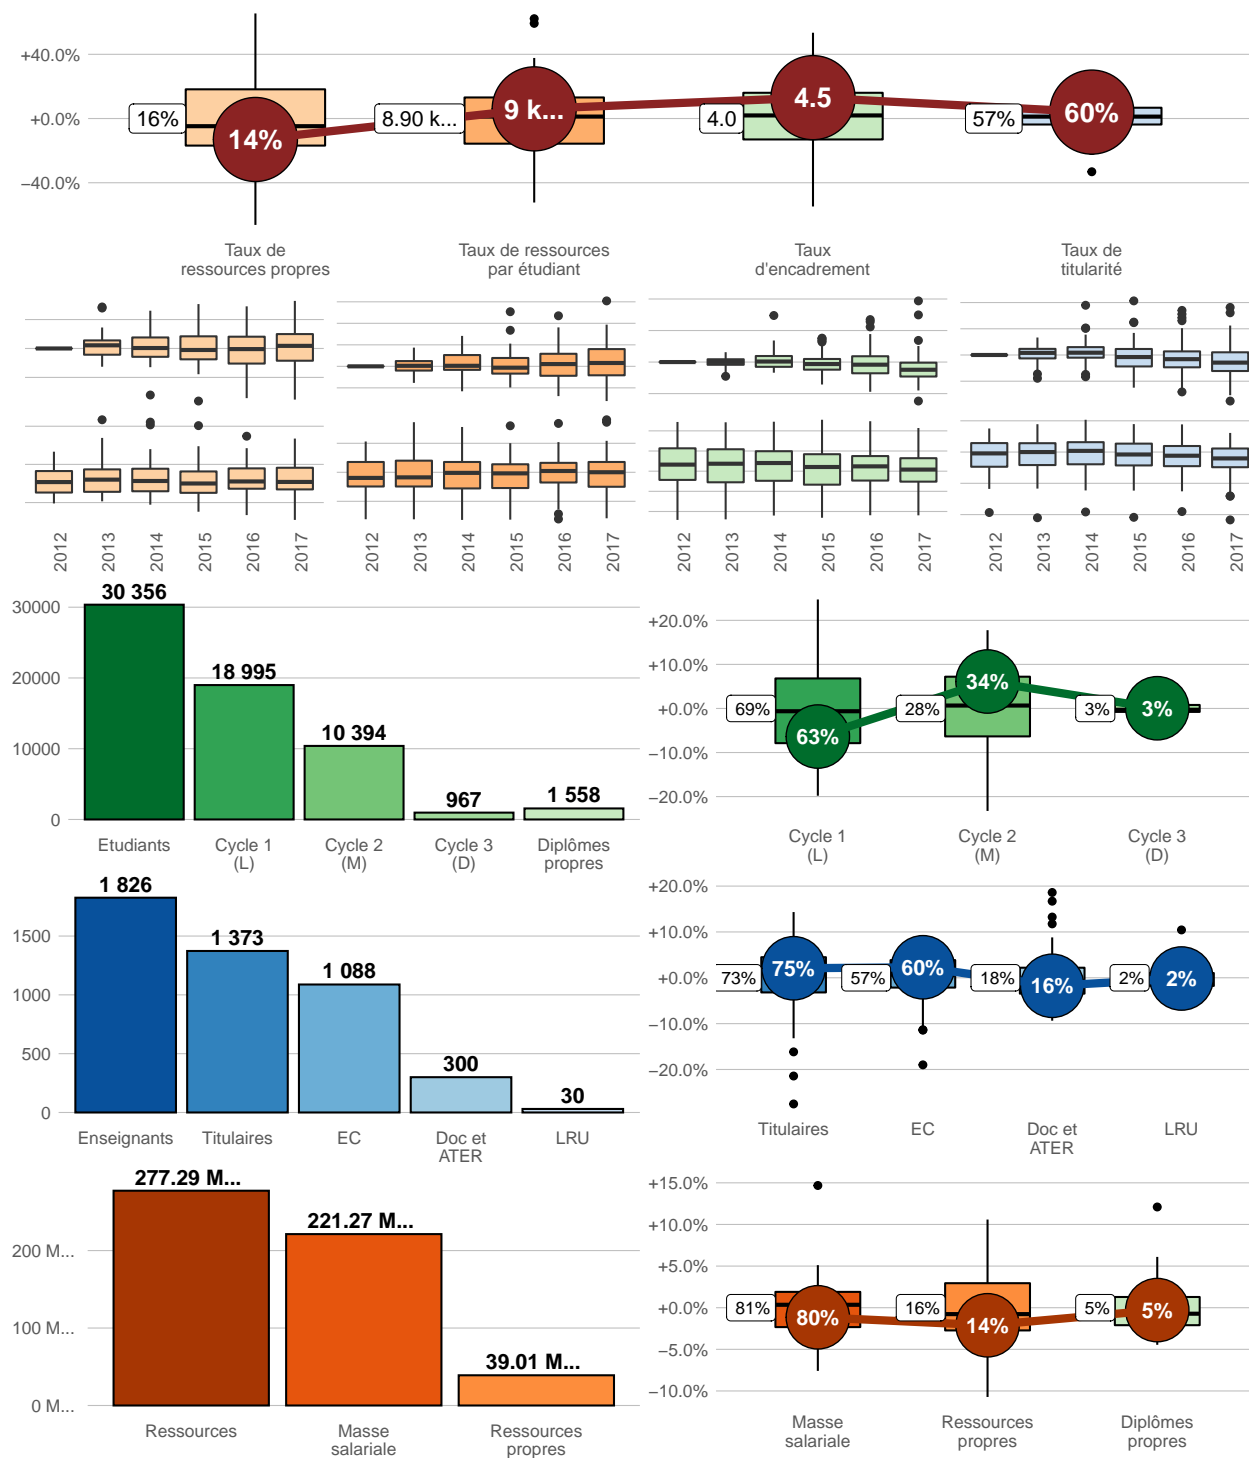 +40.0%
+0.0%
−40.0%
16%
14%
8.90 k...
9 k...
4.0
4.5
57%
60%
Taux de
ressources propres
Taux de ressources
par étudiant
Taux
d'encadrement
Taux de
titularité
2012
2013
2014
2015
2016
2017
2012
2013
2014
2015
2016
2017
2012
2013
2014
2015
2016
2017
2012
2013
2014
2015
2016
2017
30000
20000
10000
0
30 356
18 995
10 394
967
1 558
Etudiants
Cycle 1
(L)
Cycle 2
(M)
Cycle 3
(D)
Diplômes
propres
+20.0%
+10.0%
+0.0%
−10.0%
−20.0%
69%
63%
28%
34%
3%
3%
Cycle 1
(L)
Cycle 2
(M)
Cycle 3
(D)
1500
1000
500
0
1 826
1 373
1 088
300
30
Enseignants
Titulaires
EC
Doc et
ATER
LRU
+20.0%
+10.0%
+0.0%
−10.0%
−20.0%
73%
75%
57%
60%
18%
16%
2%
2%
Titulaires
EC
Doc et
ATER
LRU
200 M...
100 M...
0 M...
277.29 M...
221.27 M...
39.01 M...
Ressources
Masse
salariale
Ressources
propres
+15.0%
+10.0%
+5.0%
+0.0%
−5.0%
−10.0%
81%
80%
16%
14%
5%
5%
Masse
salariale
Ressources
propres
Diplômes
propres